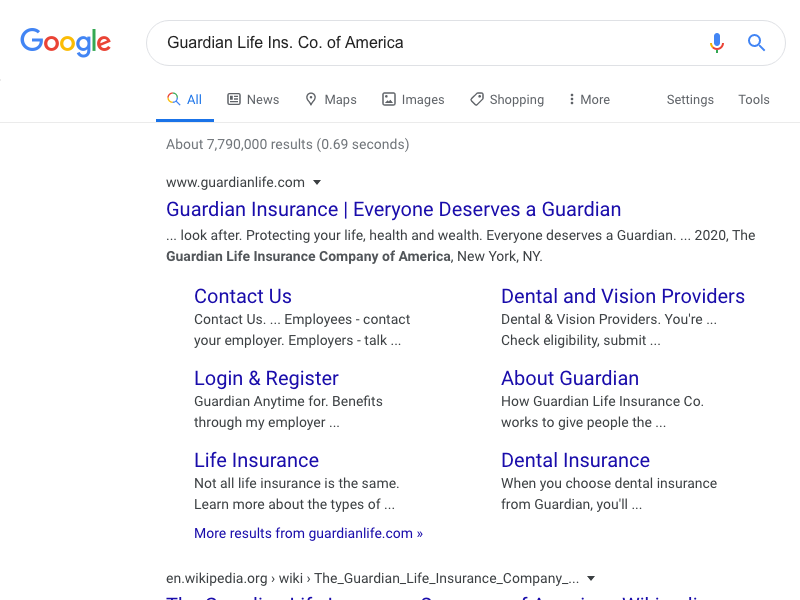 Google
Guardian Life Ins. Co. of America
All News Maps Images Shopping More Settings Tools
About 7,790,000 results (0.69 seconds)
www.guardianlife.com
Guardian Insurance | Everyone Deserves a Guardian
... look after. Protecting your life, health and wealth. Everyone deserves a Guardian. ... 2020, The
Guardian Life Insurance Company of America, New York, NY.
Contact Us
Contact Us. ... Employees - contact
your employer. Employers - talk ...
Dental and Vision Providers
Dental & Vision Providers. You're ...
Check eligibility, submit ...
Login & Register
Guardian Anytime for. Benefits
through my employer ...
About Guardian
How Guardian Life Insurance Co.
works to give people the ...
Life Insurance
Not all life insurance is the same.
Learn more about the types of ...
Dental Insurance
When you choose dental insurance
from Guardian, you'll ...
More results from guardianlife.com »
en.wikipedia.org › wiki › The_Guardian_Life_Insurance_Company_...